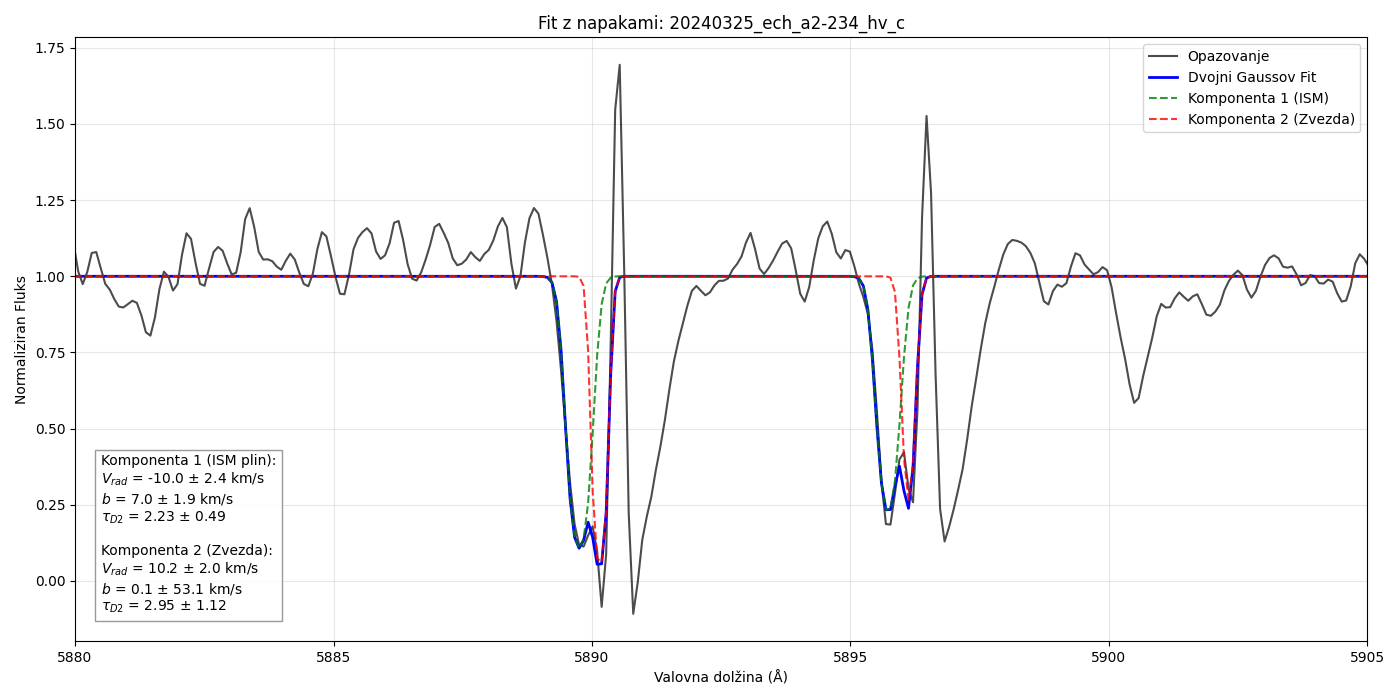 Fit z napakami: 20240325_ech_a2-234_hv_c
Normaliziran Fluks
1.75
1.50
1.25
1.00
0.75
0.50
0.25
0.00
Opazovanje
Dvojni Gaussov Fit
Komponenta 1 (ISM)
Komponenta 2 (Zvezda)
Komponenta 1 (ISM plin):
V_rad = -10.0 ± 2.4 km/s
b = 7.0 ± 1.9 km/s
τ_D2 = 2.23 ± 0.49
Komponenta 2 (Zvezda):
V_rad = 10.2 ± 2.0 km/s
b = 0.1 ± 53.1 km/s
τ_D2 = 2.95 ± 1.12
5880 5885 5890 5895 5900 5905
Valovna dolžina (Å)